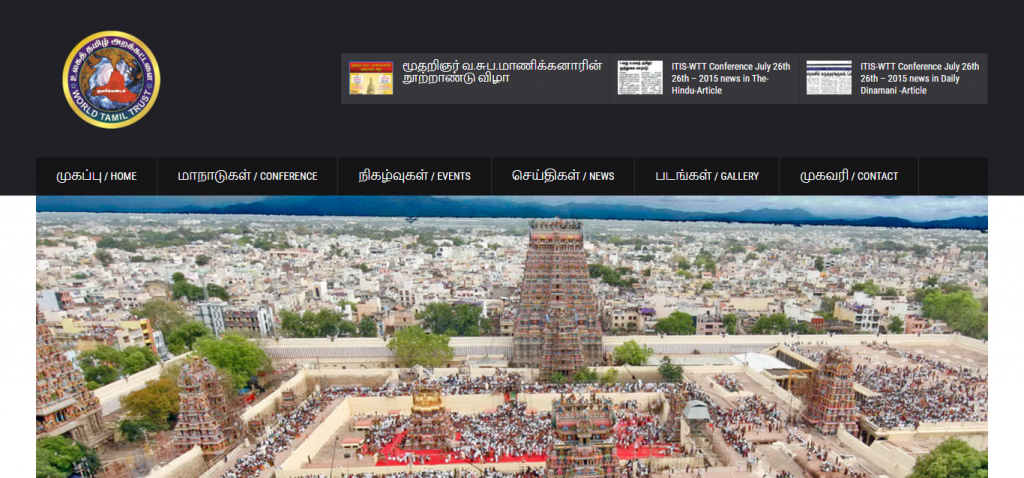 உலகத் தமிழ் அறக்கட்டளை
WORLD TAMIL TRUST
மூதறிஞர் வ.சுப.மாணிக்கனாரின்
நூற்றாண்டு விழா
ITIS-WTT Conference July 26th
26th – 2015 news in The-
Hindu-Article
ITIS-WTT Conference July 26th
26th – 2015 news in Daily
Dinamani -Article
முகப்பு / HOME
மாநாடுகள் / CONFERENCE
நிகழ்வுகள் / EVENTS
செய்திகள் / NEWS
படங்கள் / GALLERY
முகவரி / CONTACT